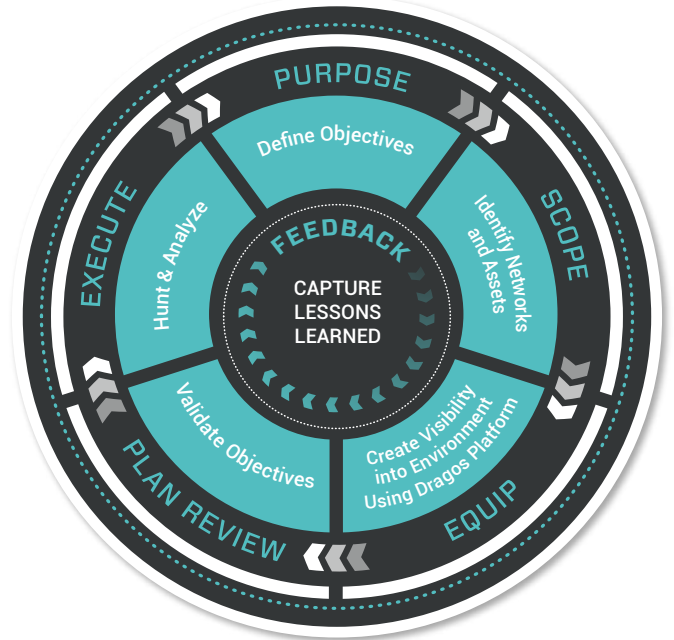 PURPOSE
Define Objectives
SCOPE
Identify Networks
and Assets
EQUIP
Create Visibility
into Environment
Using Dragos Platform
PLAN REVIEW
Validate Objectives
EXECUTE
Hunt & Analyze
FEEDBACK
CAPTURE
LESSONS
LEARNED